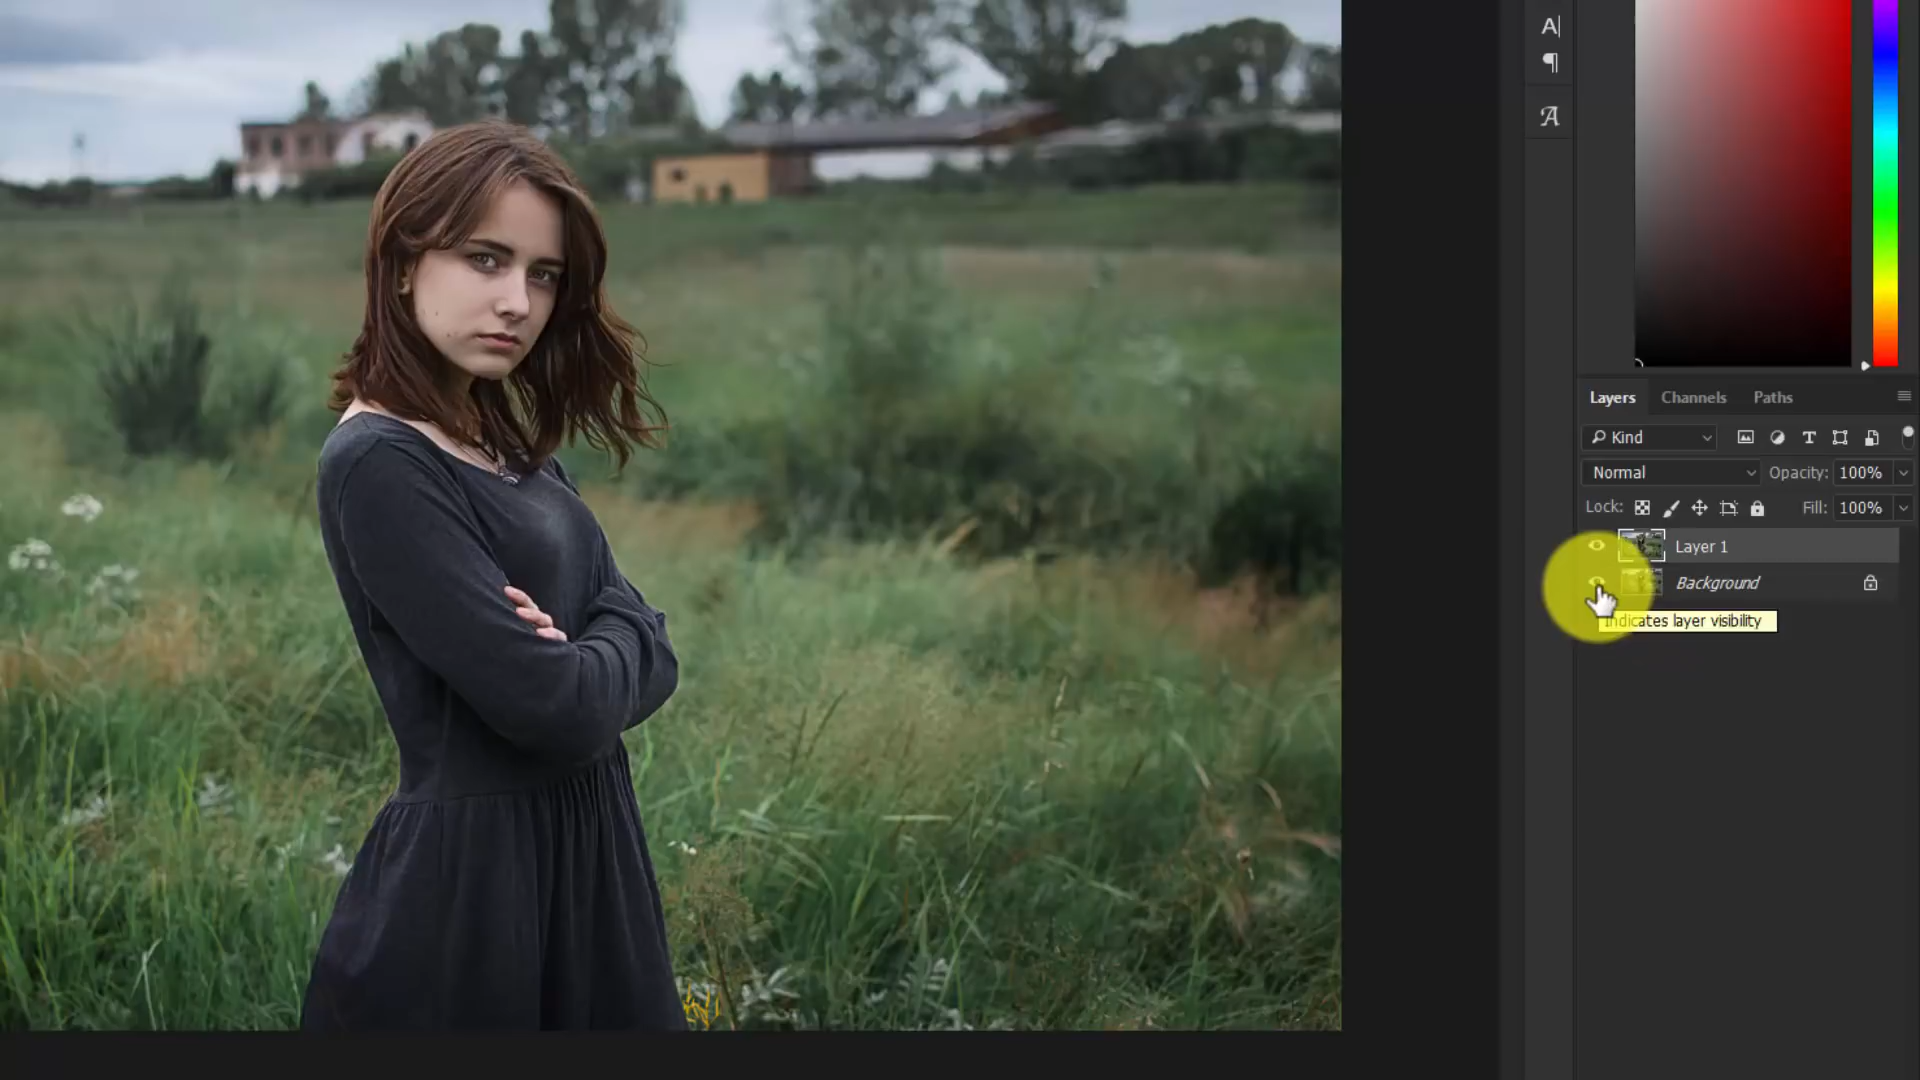 Layers Channels Paths
Kind
Normal Opacity: 100%
Lock: Fill: 100%
Layer 1
Background
Indicates layer visibility